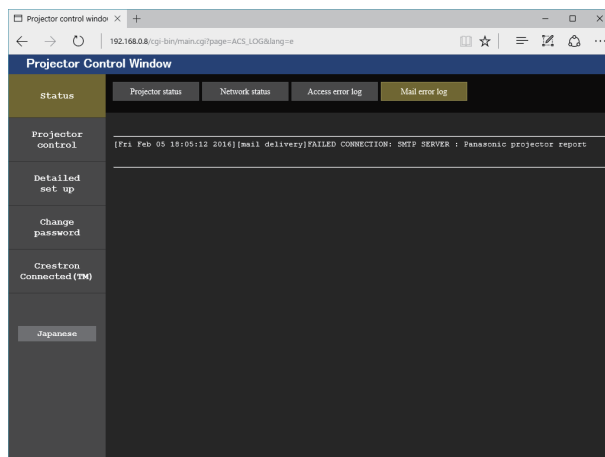 Projector control windov
192.168.0.8/cgi-bin/main.cgi?page=ACS_LOG&lang=e
Projector Control Window
Status
Projector status
Network status
Access error log
Mail error log
[Fri Feb 05 18:05:12 2016][mail delivery]FAILED CONNECTION: SMTP SERVER : Panasonic projector report
Projector
control
Detailed
set up
Change
password
Crestron
Connected(TM)
Japanese